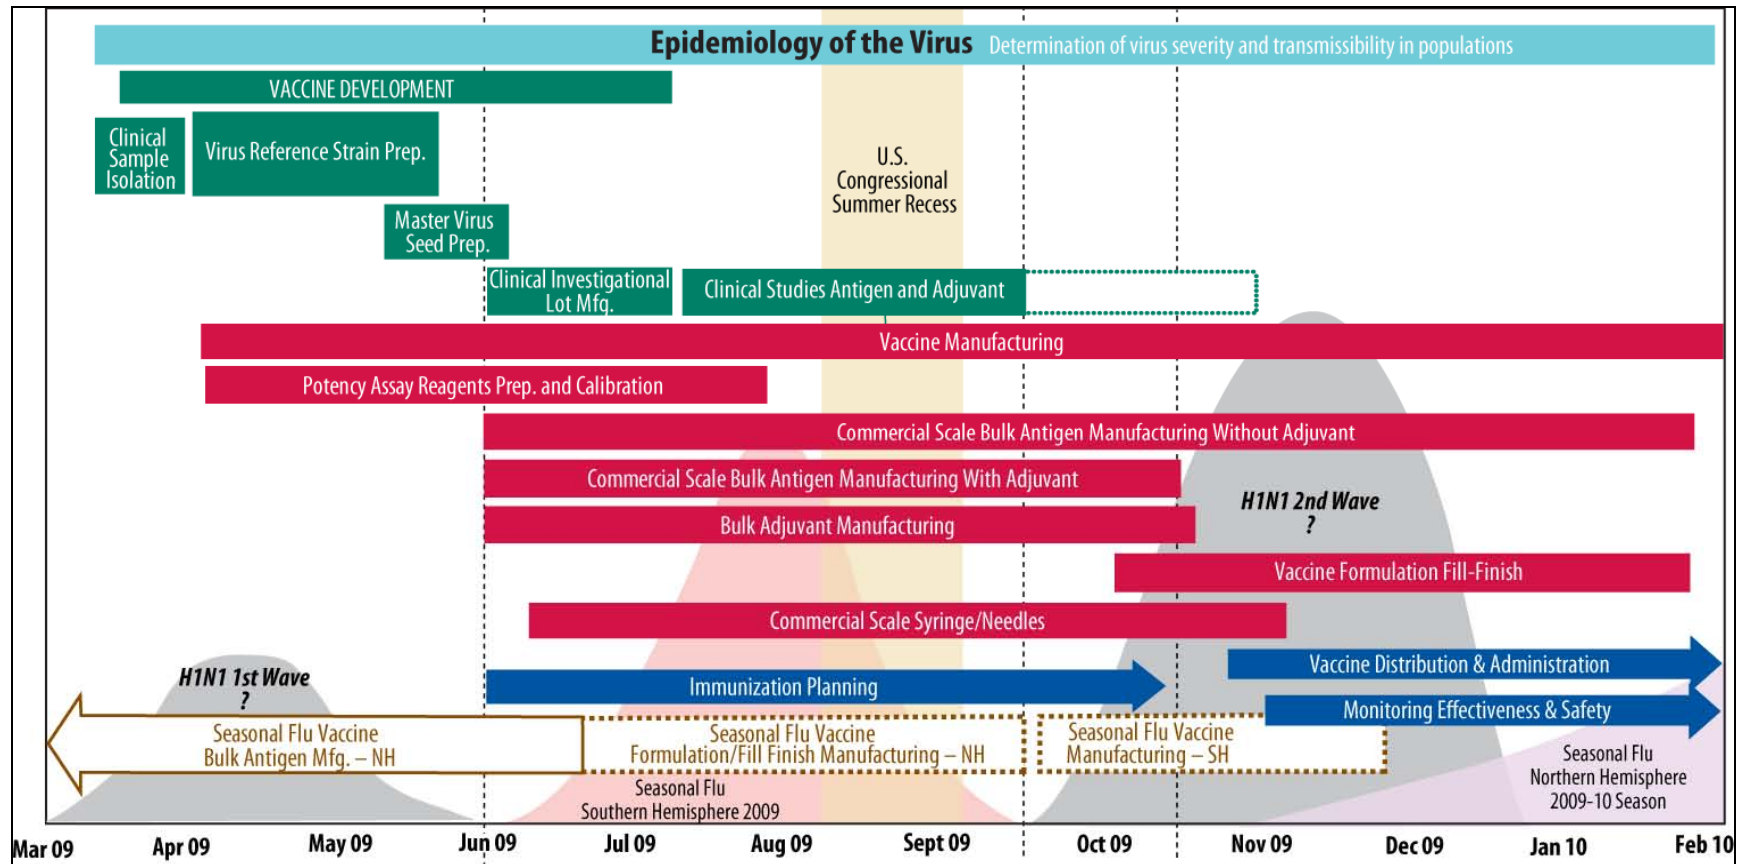 Epidemiology of the Virus Determination of virus severity and transmissibility in populations
VACCINE DEVELOPMENT
Clinical
Sample
Isolation
Virus Reference Strain Prep.
U.S.
Congressional
Summer Recess
Master Virus
Seed Prep.
Clinical Investigational
Lot Mfg.
Clinical Studies Antigen and Adjuvant
Vaccine Manufacturing
Potency Assay Reagents Prep. and Calibration
Commercial Scale Bulk Antigen Manufacturing Without Adjuvant
Commercial Scale Bulk Antigen Manufacturing With Adjuvant
Bulk Adjuvant Manufacturing
H1N1 2nd Wave
?
Vaccine Formulation Fill-Finish
Commercial Scale Syringe/Needles
H1N1 1st Wave
?
Immunization Planning
Vaccine Distribution & Administration
Monitoring Effectiveness & Safety
Seasonal Flu Vaccine
Bulk Antigen Mfg. – NH
Seasonal Flu Vaccine
Formulation/Fill Finish Manufacturing – NH
Seasonal Flu Vaccine
Manufacturing – SH
Seasonal Flu
Southern Hemisphere 2009
Seasonal Flu
Northern Hemisphere
2009-10 Season
Mar 09 Apr 09 May 09 Jun 09 Jul 09 Aug 09 Sept 09 Oct 09 Nov 09 Dec 09 Jan 10 Feb 10